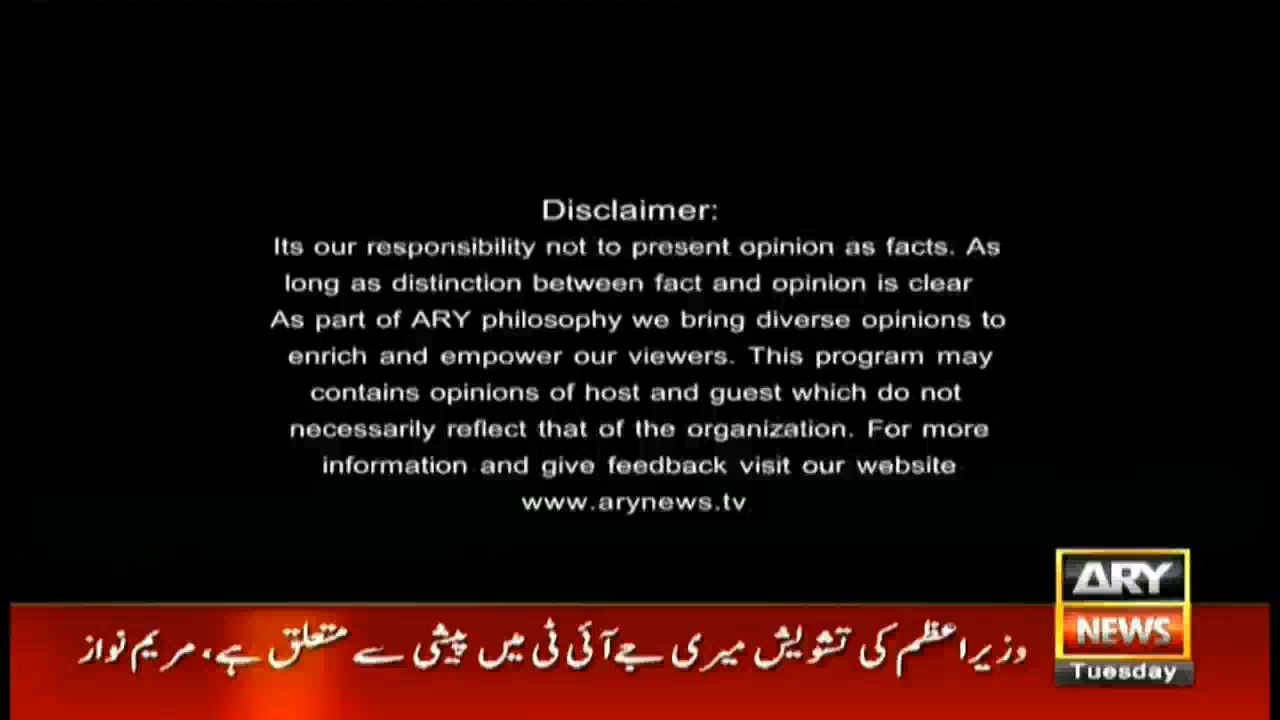 Disclaimer:
Its our responsibility not to present opinion as facts. As
long as distinction between fact and opinion is clear
As part of ARY philosophy we bring diverse opinions to
enrich and empower our viewers. This program may
contains opinions of host and guest which do not
necessarily reflect that of the organization. For more
information and give feedback visit our website
www.arynews.tv
ARY
NEWS
Tuesday
وزیراعظم کی تشویش میری جے آئی ٹی میں پیشی سے متعلق ہے، مریم نواز